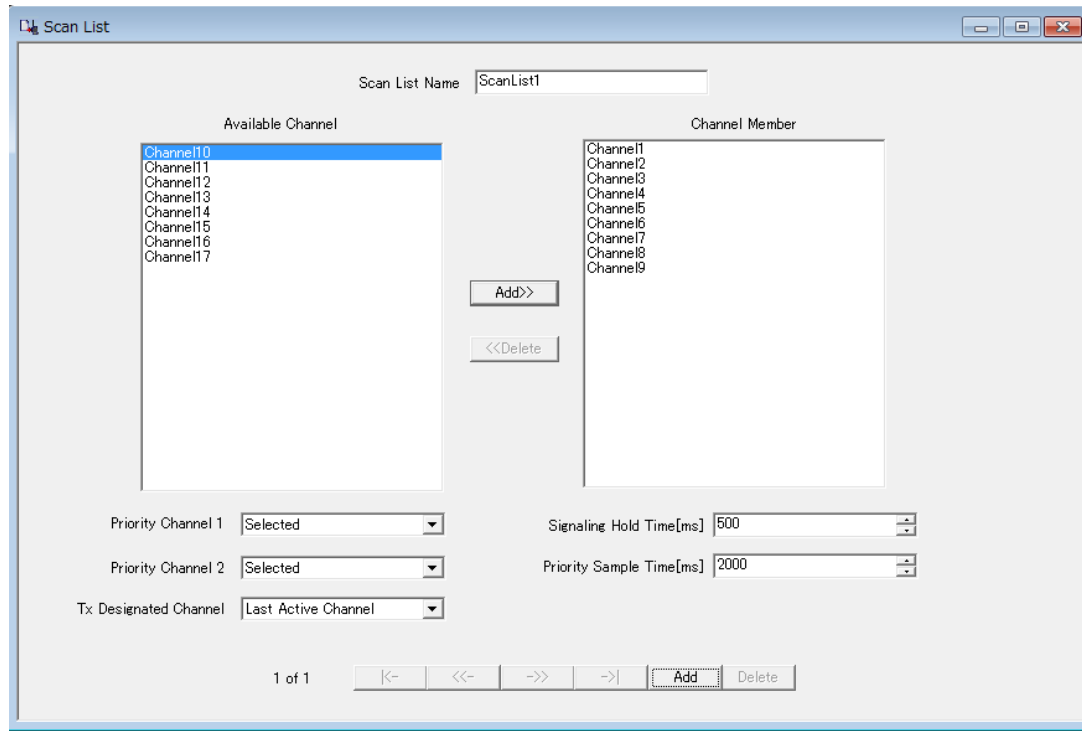 Scan List
Scan List Name ScanList1
Available Channel
Channel10
Channel11
Channel12
Channel13
Channel14
Channel15
Channel16
Channel17
Add>>
<<Delete
Channel Member
Channel1
Channel2
Channel3
Channel4
Channel5
Channel6
Channel7
Channel8
Channel9
Priority Channel 1 Selected
Signaling Hold Time[ms] 500
Priority Channel 2 Selected
Priority Sample Time[ms] 2000
Tx Designated Channel Last Active Channel
1 of 1 |<- <<- ->> ->| Add Delete